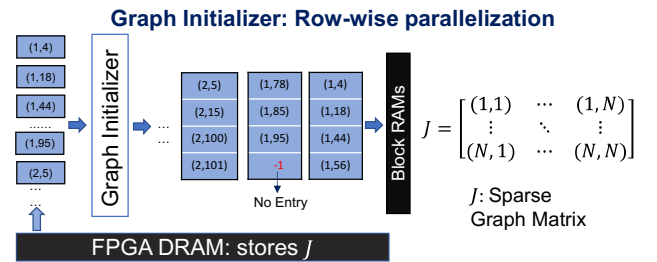 Graph Initializer: Row-wise parallelization
(1,4)
(1,18)
(1,44)
......
(1,95)
(2,5)
...
...
Graph Initializer
...
...
(2,5)
(2,15)
(2,100)
(2,101)
(1,78)
(1,85)
(1,95)
-1
No Entry
(1,4)
(1,18)
(1,44)
(1,56)
Block RAMs
J = [(1,1) ⋯ (1,N)
⋮ ⋱ ⋮
(N,1) ⋯ (N,N)]
J: Sparse
Graph Matrix
FPGA DRAM: stores J